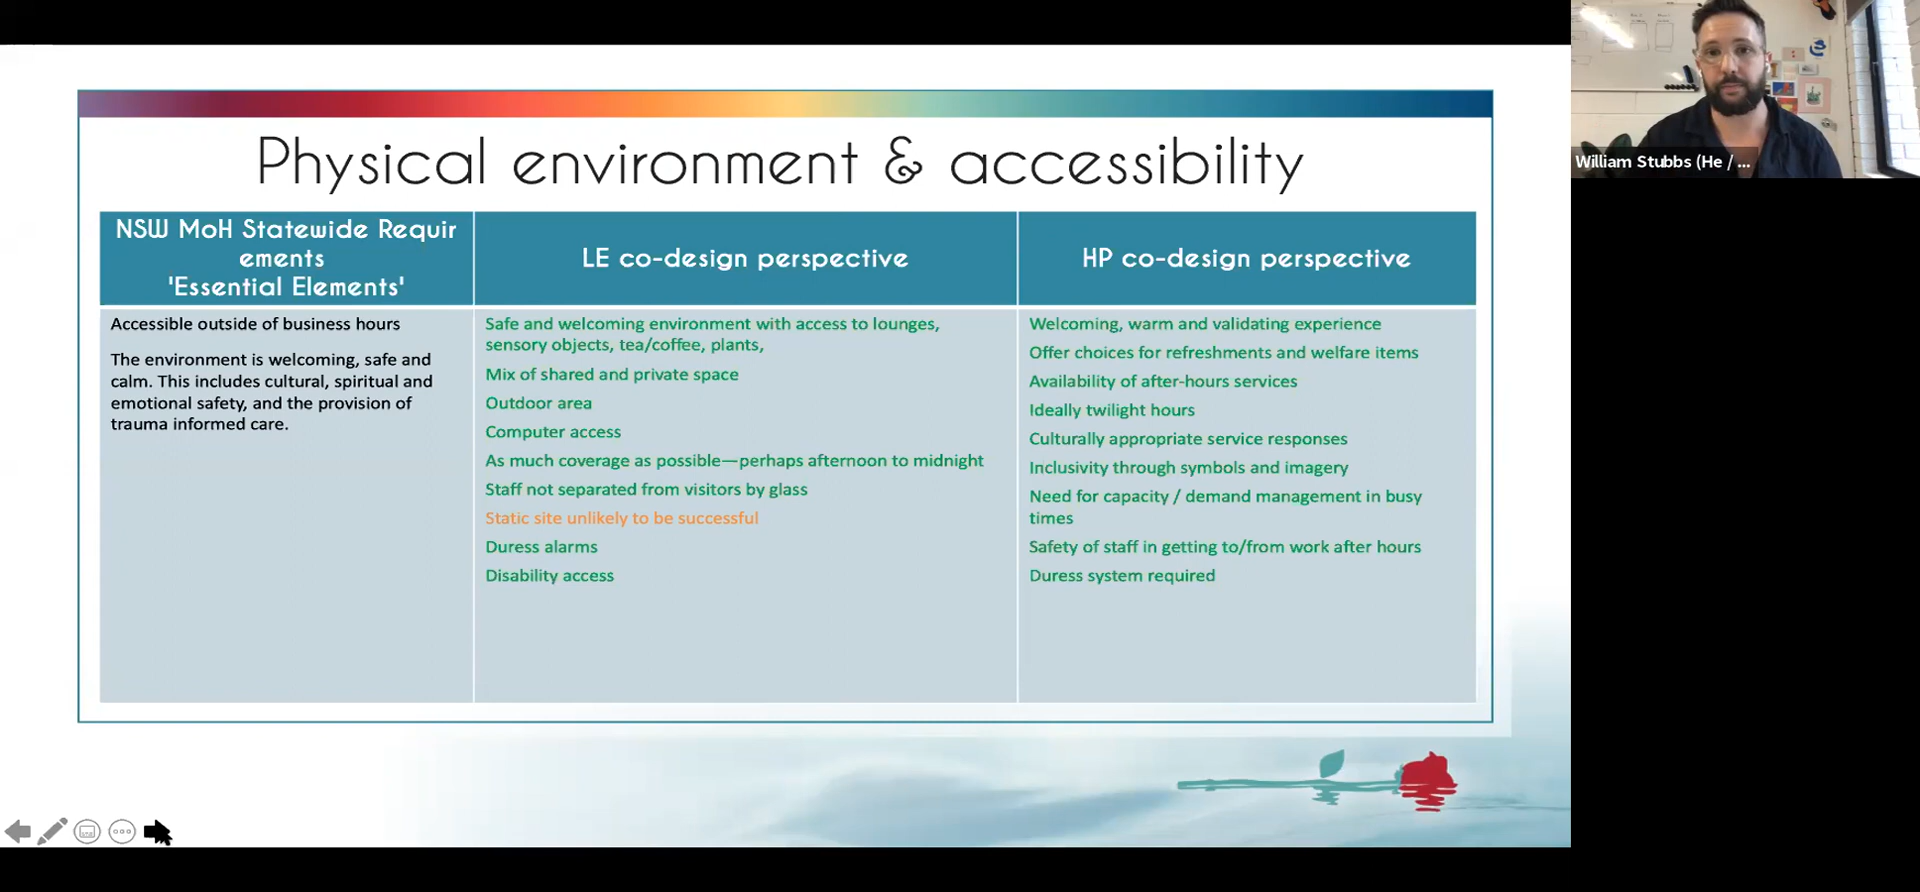 Physical environment & accessibility
NSW MoH Statewide Requir
ements
'Essential Elements'
LE co-design perspective
HP co-design perspective
Accessible outside of business hours
The environment is welcoming, safe and
calm. This includes cultural, spiritual and
emotional safety, and the provision of
trauma informed care.
Safe and welcoming environment with access to lounges,
sensory objects, tea/coffee, plants,
Mix of shared and private space
Outdoor area
Computer access
As much coverage as possible—perhaps afternoon to midnight
Staff not separated from visitors by glass
Static site unlikely to be successful
Duress alarms
Disability access
Welcoming, warm and validating experience
Offer choices for refreshments and welfare items
Availability of after-hours services
Ideally twilight hours
Culturally appropriate service responses
Inclusivity through symbols and imagery
Need for capacity / demand management in busy
times
Safety of staff in getting to/from work after hours
Duress system required
William Stubbs (He / ...